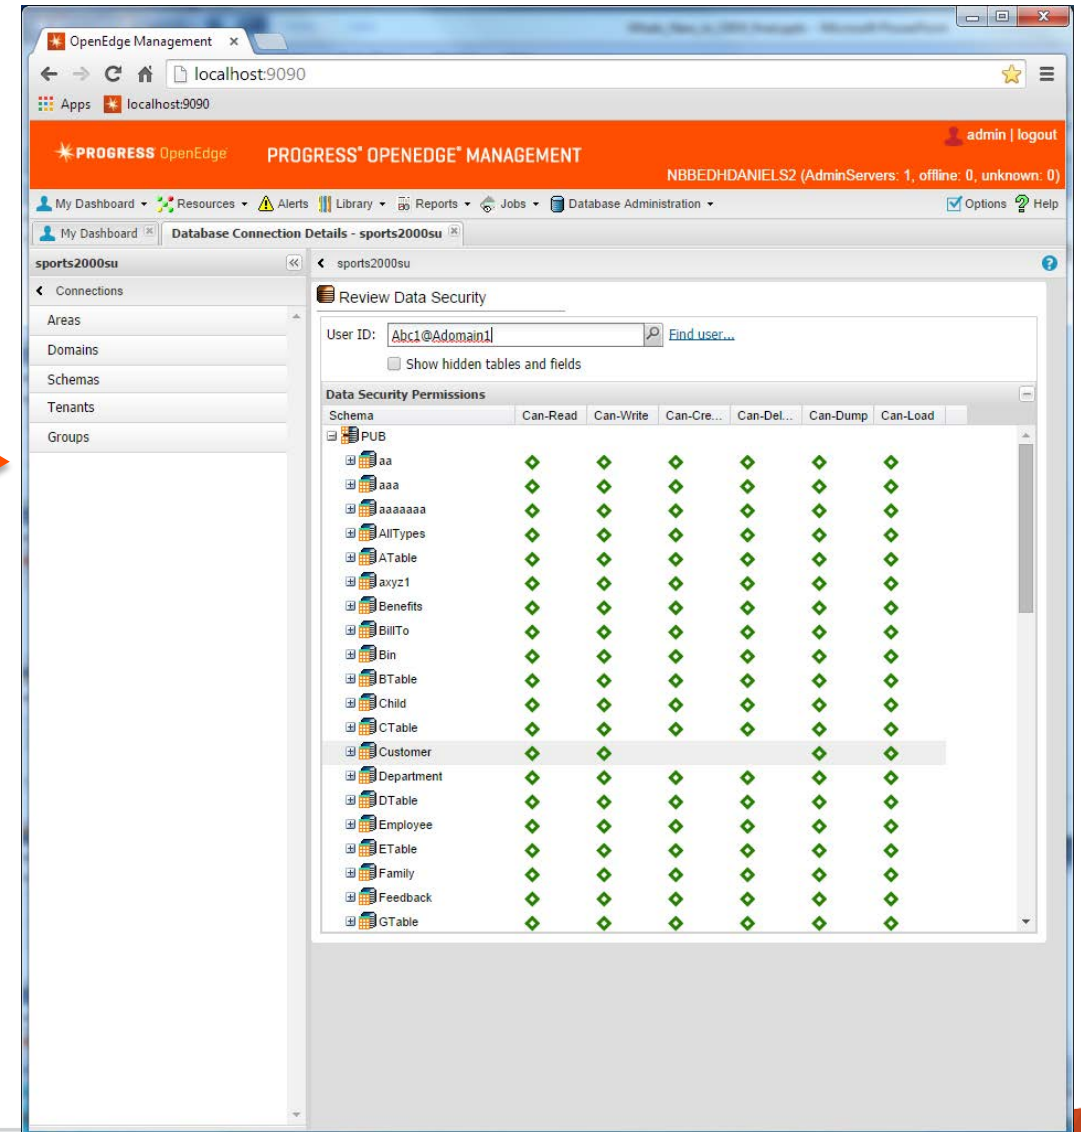 OpenEdge Management
localhost:9090
Apps localhost:9090
admin | logout
PROGRESS OpenEdge PROGRESS® OPENEDGE® MANAGEMENT
NBBEDHDANIELS2 (AdminServers: 1, offline: 0, unknown: 0)
My Dashboard Resources Alerts Library Reports Jobs Database Administration Options Help
My Dashboard Database Connection Details - sports2000su
sports2000su sports2000su
Connections
Areas
Domains
Schemas
Tenants
Groups
Review Data Security
User ID: Abc1@Adomain1 Find user...
Show hidden tables and fields
Data Security Permissions
Schema Can-Read Can-Write Can-Cre... Can-Del... Can-Dump Can-Load
PUB
aa
aaa
aaaaaaa
AllTypes
ATable
axyz1
Benefits
BillTo
Bin
BTable
Child
CTable
Customer
Department
DTable
Employee
ETable
Family
Feedback
GTable